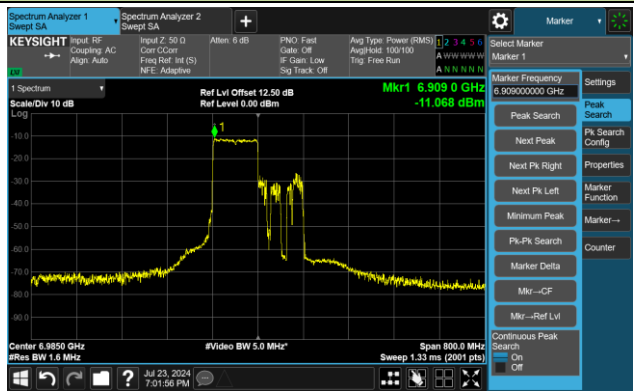 Spectrum Analyzer 1
Swept SA
Spectrum Analyzer 2
Swept SA
+
Marker
KEYSIGHT
Input: RF
Coupling: AC
Align: Auto
Input Z: 50 Ω
Corr CCorr
Freq Ref: Int (S)
NFE: Adaptive
Atten: 6 dB
PNO: Fast
Gate: Off
IF Gain: Low
Sig Track: Off
Avg Type: Power (RMS)
Avg|Hold: 100/100
Trig: Free Run
1 2 3 4 5 6
A W W W W W
A N N N N N
Select Marker
Marker 1
1 Spectrum
Scale/Div 10 dB
Log
Ref Lvl Offset 12.50 dB
Ref Level 0.00 dBm
Mkr1 6.909 0 GHz
-11.068 dBm
1
-10.0
-20.0
-30.0
-40.0
-50.0
-60.0
-70.0
-80.0
-90.0
Center 6.9850 GHz
#Res BW 1.6 MHz
#Video BW 5.0 MHz*
Span 800.0 MHz
Sweep 1.33 ms (2001 pts)
Marker Frequency
6.909000000 GHz
Peak Search
Next Peak
Next Pk Right
Next Pk Left
Minimum Peak
Pk-Pk Search
Marker Delta
Mkr→CF
Mkr→Ref Lvl
Continuous Peak
Search
On
Off
Settings
Peak
Search
Pk Search
Config
Properties
Marker
Function
Marker→
Counter
?
Jul 23, 2024
7:01:56 PM